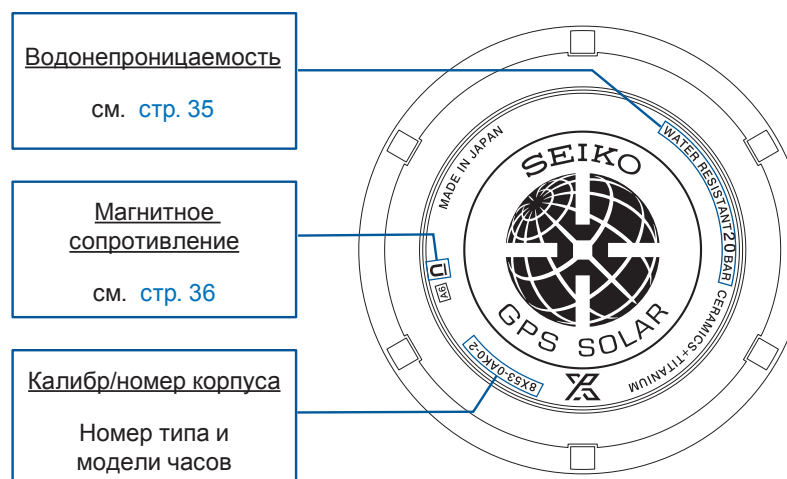 Водонепроницаемость
см. стр. 35
Магнитное
сопротивление
см. стр. 36
Калибр/номер корпуса
Номер типа и
модели часов
MADE IN JAPAN
SEIKO
WATER RESISTANT 20 BAR
CERAMICS+TITANIUM
GPS SOLAR
A6
8X53-0AK0-2